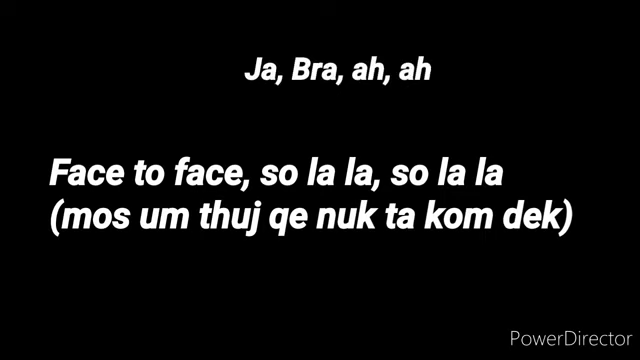 Ja, Bra, ah, ah
Face to face, so la la, so la la
(mos um thuj qe nuk ta kom dek)
PowerDirector